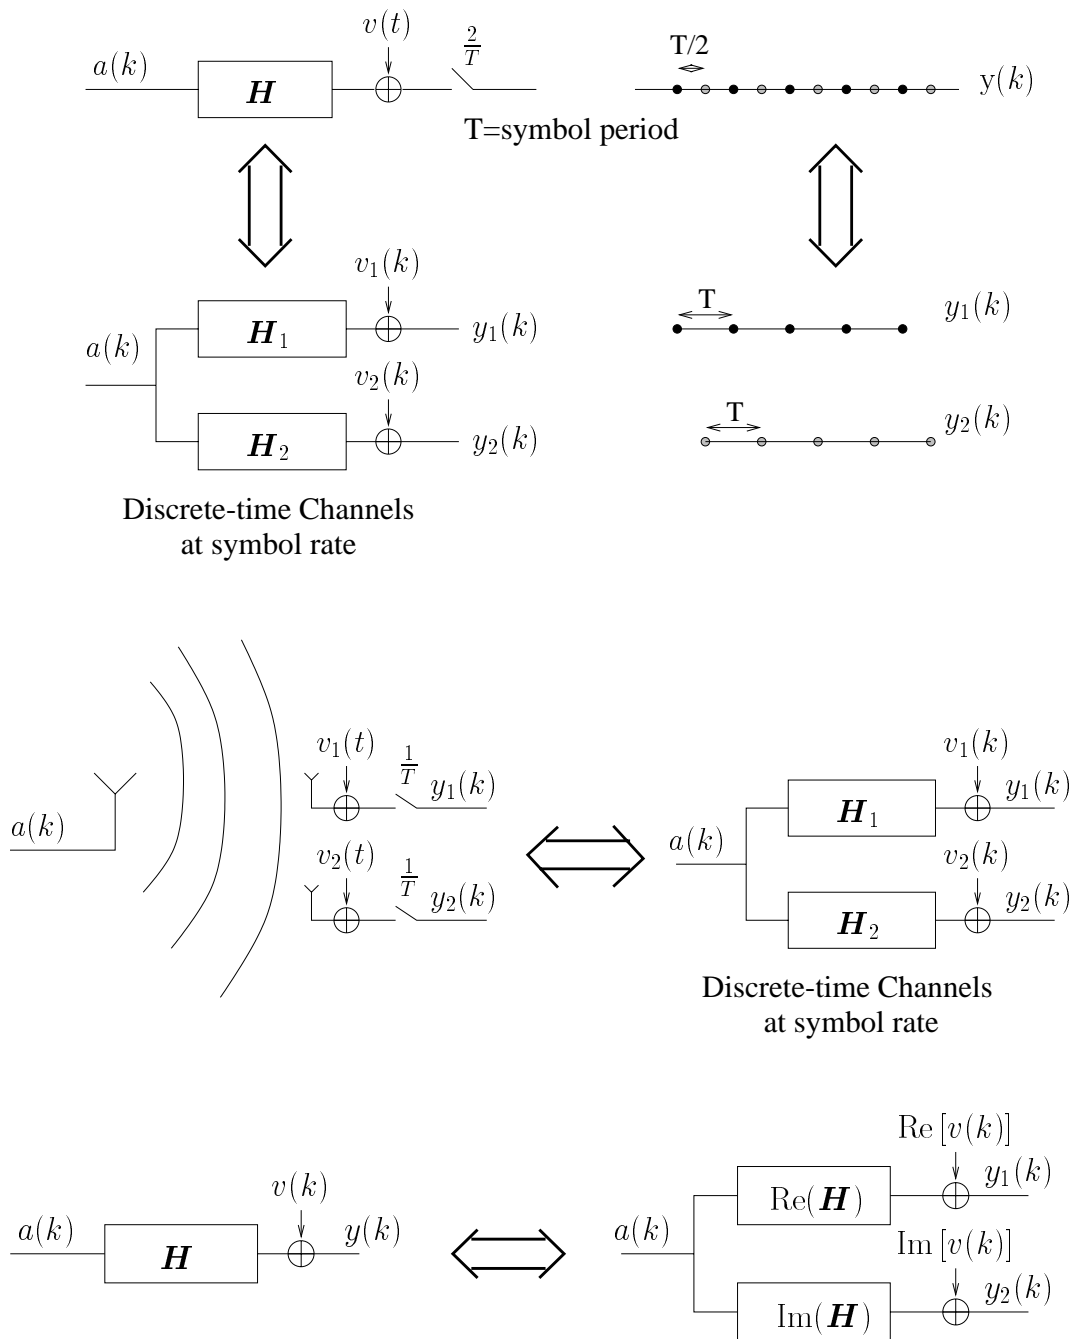 v(t)
2/T
a(k)
H
T=symbol period
T/2
y(k)
v₁(k)
H₁
y₁(k)
a(k)
v₂(k)
H₂
y₂(k)
T
y₁(k)
T
y₂(k)
Discrete-time Channels
at symbol rate
a(k)
v₁(t)
1/T
y₁(k)
v₂(t)
1/T
y₂(k)
v₁(k)
H₁
y₁(k)
a(k)
v₂(k)
H₂
y₂(k)
Discrete-time Channels
at symbol rate
a(k)
H
v(k)
y(k)
Re [v(k)]
Re(H)
y₁(k)
a(k)
Im [v(k)]
Im(H)
y₂(k)